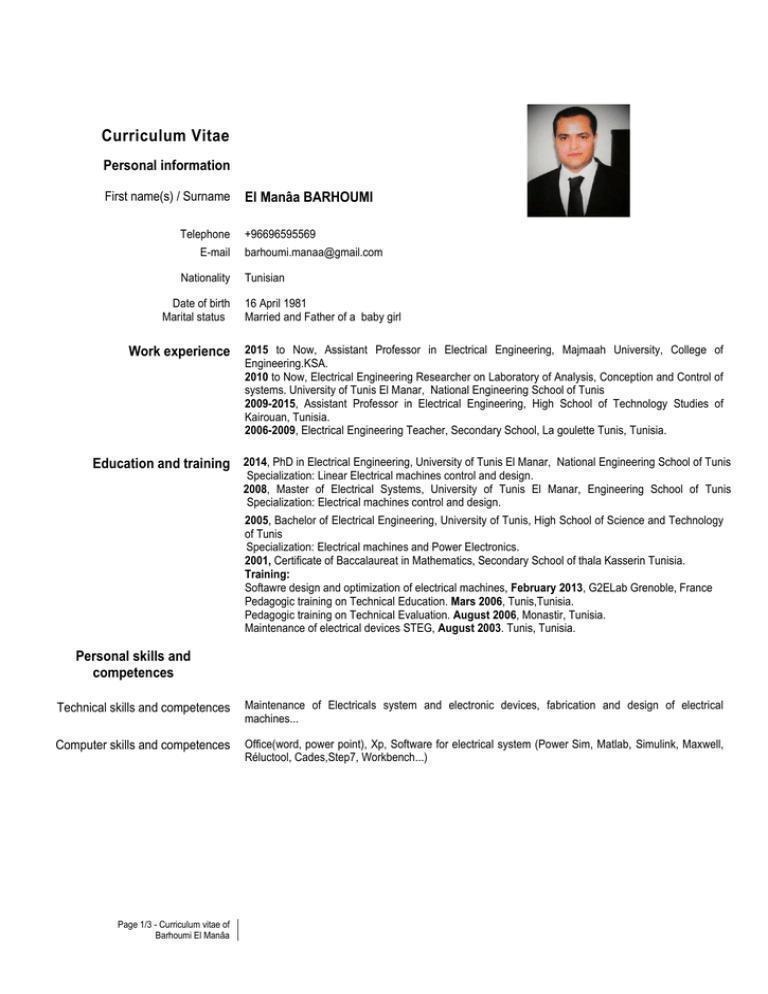 Curriculum Vitae
Personal information
First name(s) / Surname El Manâa BARHOUMI
Telephone +96696595569
E-mail barhoumi.manaa@gmail.com
Nationality Tunisian
Date of birth 16 April 1981
Marital status Married and Father of a baby girl
Work experience 2015 to Now, Assistant Professor in Electrical Engineering, Majmaah University, College of
Engineering.KSA.
2010 to Now, Electrical Engineering Researcher on Laboratory of Analysis, Conception and Control of
systems. University of Tunis El Manar, National Engineering School of Tunis
2009-2015, Assistant Professor in Electrical Engineering, High School of Technology Studies of
Kairouan, Tunisia.
2006-2009, Electrical Engineering Teacher, Secondary School, La goulette Tunis, Tunisia.
Education and training 2014, PhD in Electrical Engineering, University of Tunis El Manar, National Engineering School of Tunis
Specialization: Linear Electrical machines control and design.
2008, Master of Electrical Systems, University of Tunis El Manar, Engineering School of Tunis
Specialization: Electrical machines control and design.
2005, Bachelor of Electrical Engineering, University of Tunis, High School of Science and Technology
of Tunis
Specialization: Electrical machines and Power Electronics.
2001, Certificate of Baccalaureat in Mathematics, Secondary School of thala Kasserin Tunisia.
Training:
Softawre design and optimization of electrical machines, February 2013, G2ELab Grenoble, France
Pedagogic training on Technical Education. Mars 2006, Tunis,Tunisia.
Pedagogic training on Technical Evaluation. August 2006, Monastir, Tunisia.
Maintenance of electrical devices STEG, August 2003. Tunis, Tunisia.
Personal skills and
competences
Technical skills and competences Maintenance of Electricals system and electronic devices, fabrication and design of electrical
machines...
Computer skills and competences Office(word, power point), Xp, Software for electrical system (Power Sim, Matlab, Simulink, Maxwell,
Réluctool, Cades,Step7, Workbench...)
Page 1/3 - Curriculum vitae of
Barhoumi El Manâa